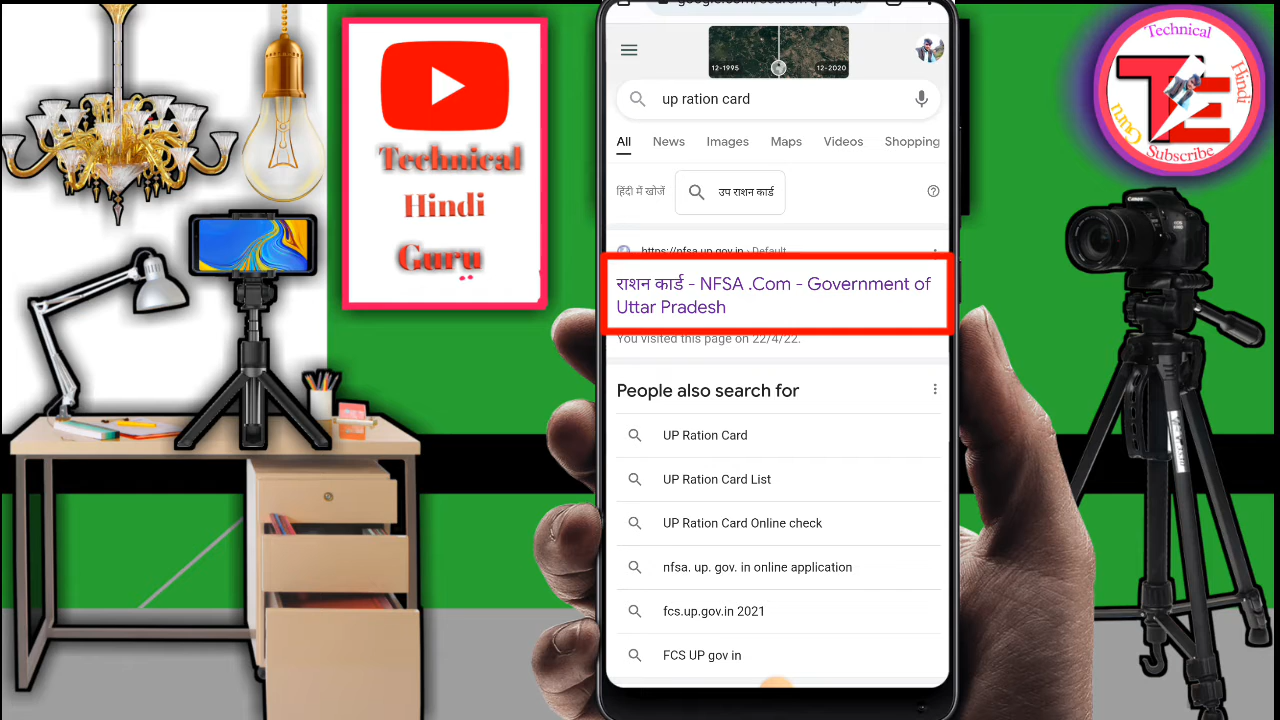 Technical
Hindi
Guru
12-1995
12-2020
up ration card
All News Images Maps Videos Shopping
हिंदी में खोजें
उप राशन कार्ड
https://nfsa.up.gov.in › Default
राशन कार्ड - NFSA .Com - Government of
Uttar Pradesh
You visited this page on 22/4/22.
People also search for
UP Ration Card
UP Ration Card List
UP Ration Card Online check
nfsa. up. gov. in online application
fcs.up.gov.in 2021
FCS UP gov in
Technical
Hindi
Guru
TE
Subscribe
Canon